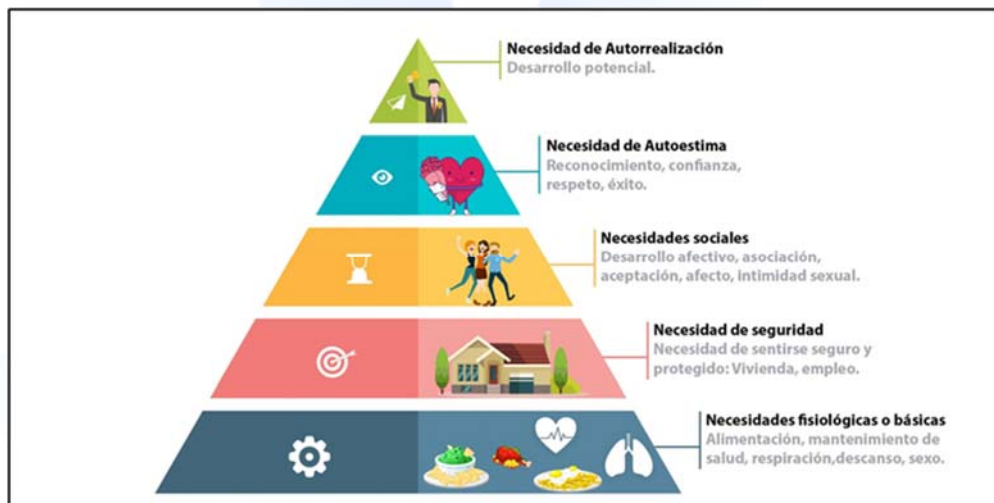 Necesidad de Autorrealización
Desarrollo potencial.
Necesidad de Autoestima
Reconocimiento, confianza,
respeto, éxito.
Necesidades sociales
Desarrollo afectivo, asociación,
aceptación, afecto, intimidad sexual.
Necesidad de seguridad
Necesidad de sentirse seguro y
protegido: Vivienda, empleo.
Necesidades fisiológicas o básicas
Alimentación, mantenimiento de
salud, respiración,descanso, sexo.